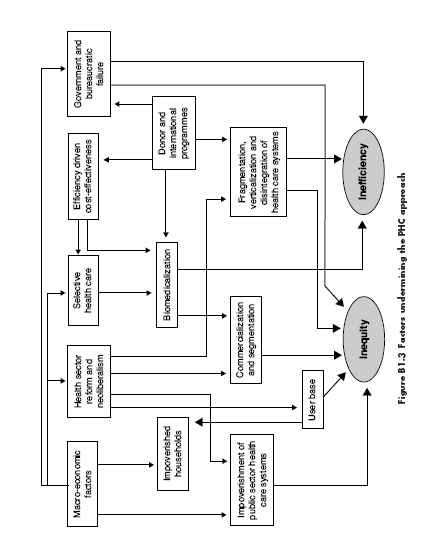 Macro-economic
factors
Health sector
reform and
neoliberalism
Selective
health care
Efficiency driven
cost-effectiveness
Government and
bureaucratic
failure
Impoverished
households
Biomedicalization
Donor and
international
programmes
Impoverishment of
public sector health
care systems
User base
Commercialization
and segmentation
Fragmentation,
verticalization and
disintegration of
health care systems
Inequity
Inefficiency
Figure B1.3 Factors undermining the PHC approach